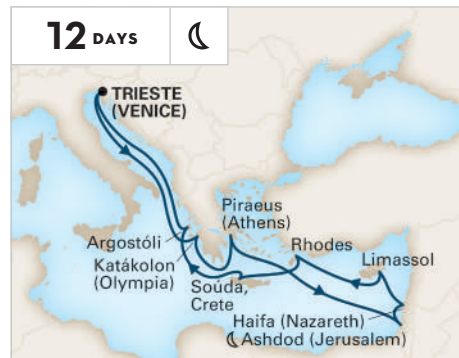 12 DAYS
TRIESTE
(VENICE)
Piraeus
(Athens)
Argostóli
Rhodes
Katákolon
(Olympia)
Limassol
Soúda,
Crete
Haifa (Nazareth)
Ashdod (Jerusalem)